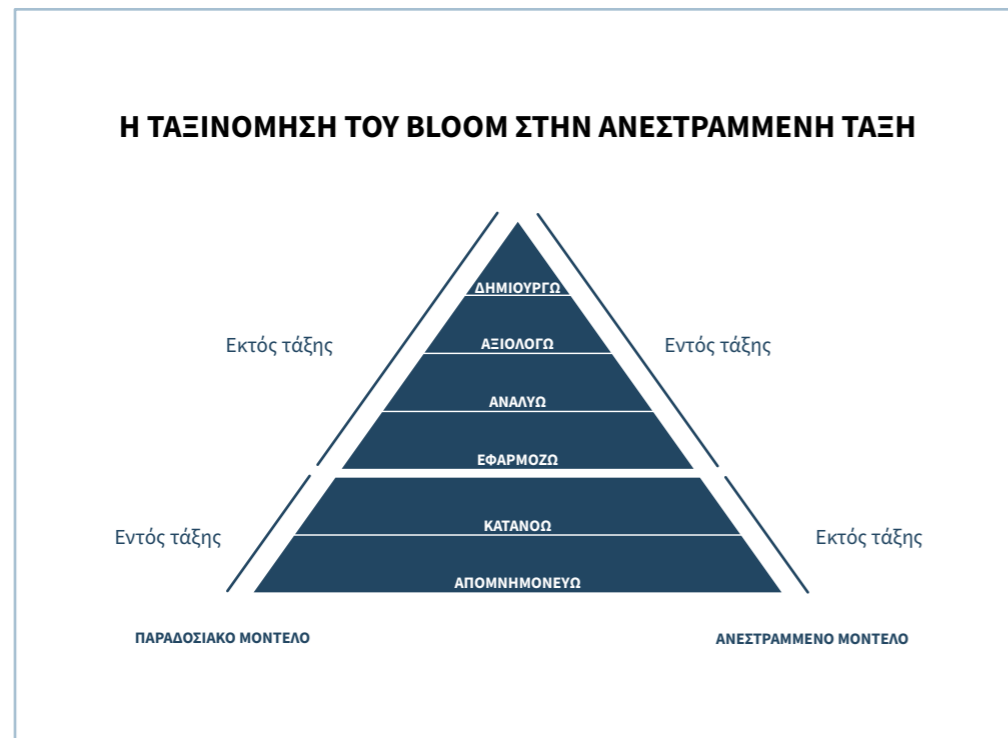 Η ΤΑΞΙΝΟΜΗΣΗ ΤΟΥ BLOOM ΣΤΗΝ ΑΝΕΣΤΡΑΜΜΕΝΗ ΤΑΞΗ
ΔΗΜΙΟΥΡΓΩ
Εκτός τάξης
ΑΞΙΟΛΟΓΩ
Εντός τάξης
ΑΝΑΛΥΩ
ΕΦΑΡΜΟΖΩ
Εντός τάξης
ΚΑΤΑΝΟΩ
Εκτός τάξης
ΑΠΟΜΝΗΜΟΝΕΥΩ
ΠΑΡΑΔΟΣΙΑΚΟ ΜΟΝΤΕΛΟ
ΑΝΕΣΤΡΑΜΜΕΝΟ ΜΟΝΤΕΛΟ